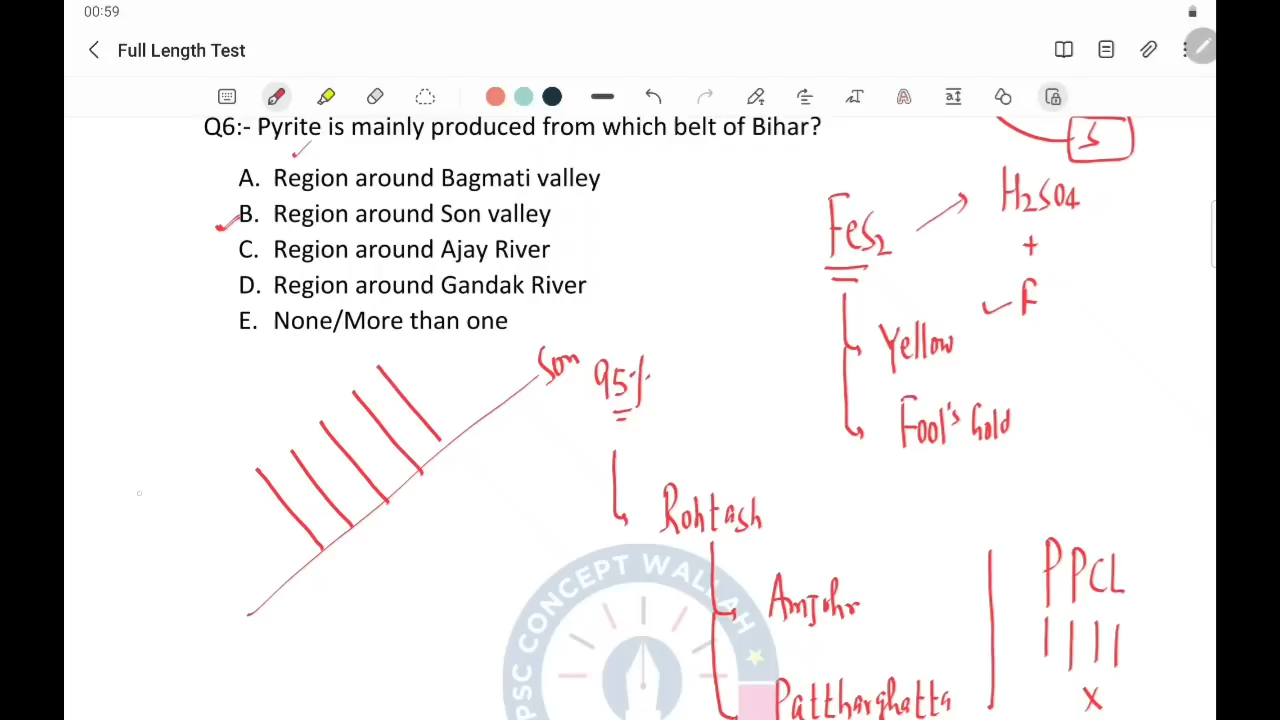 00:59
Full Length Test
Q6:- Pyrite is mainly produced from which belt of Bihar?
A. Region around Bagmati valley
B. Region around Son valley
C. Region around Ajay River
D. Region around Gandak River
E. None/More than one
S
H2SO4
+
F
FeS2
Yellow
Fool's Gold
Son
95%
Rohtash
Amjohr
Pattharghatta
PPCL
X
PSC CONCEPT WALLAH